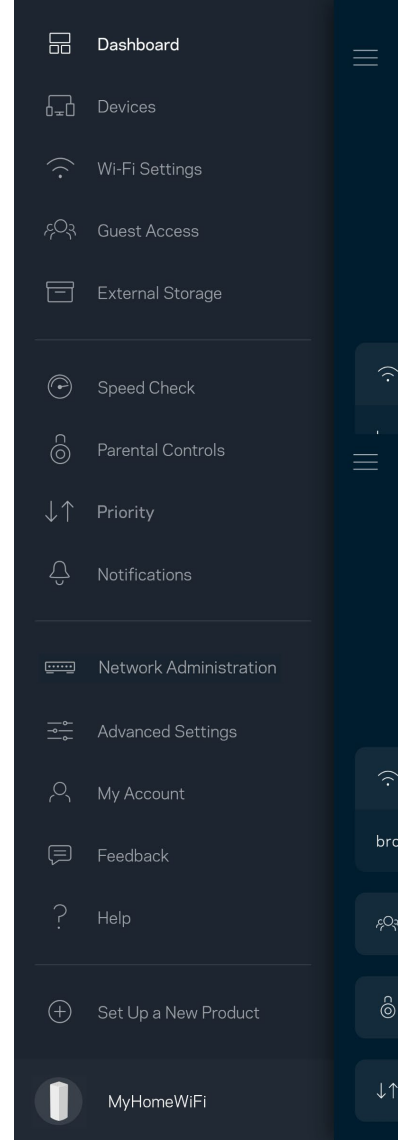 Dashboard
Devices
Wi-Fi Settings
Guest Access
External Storage
Speed Check
Parental Controls
Priority
Notifications
Network Administration
Advanced Settings
My Account
bro
Feedback
Help
Set Up a New Product
MyHomeWiFi